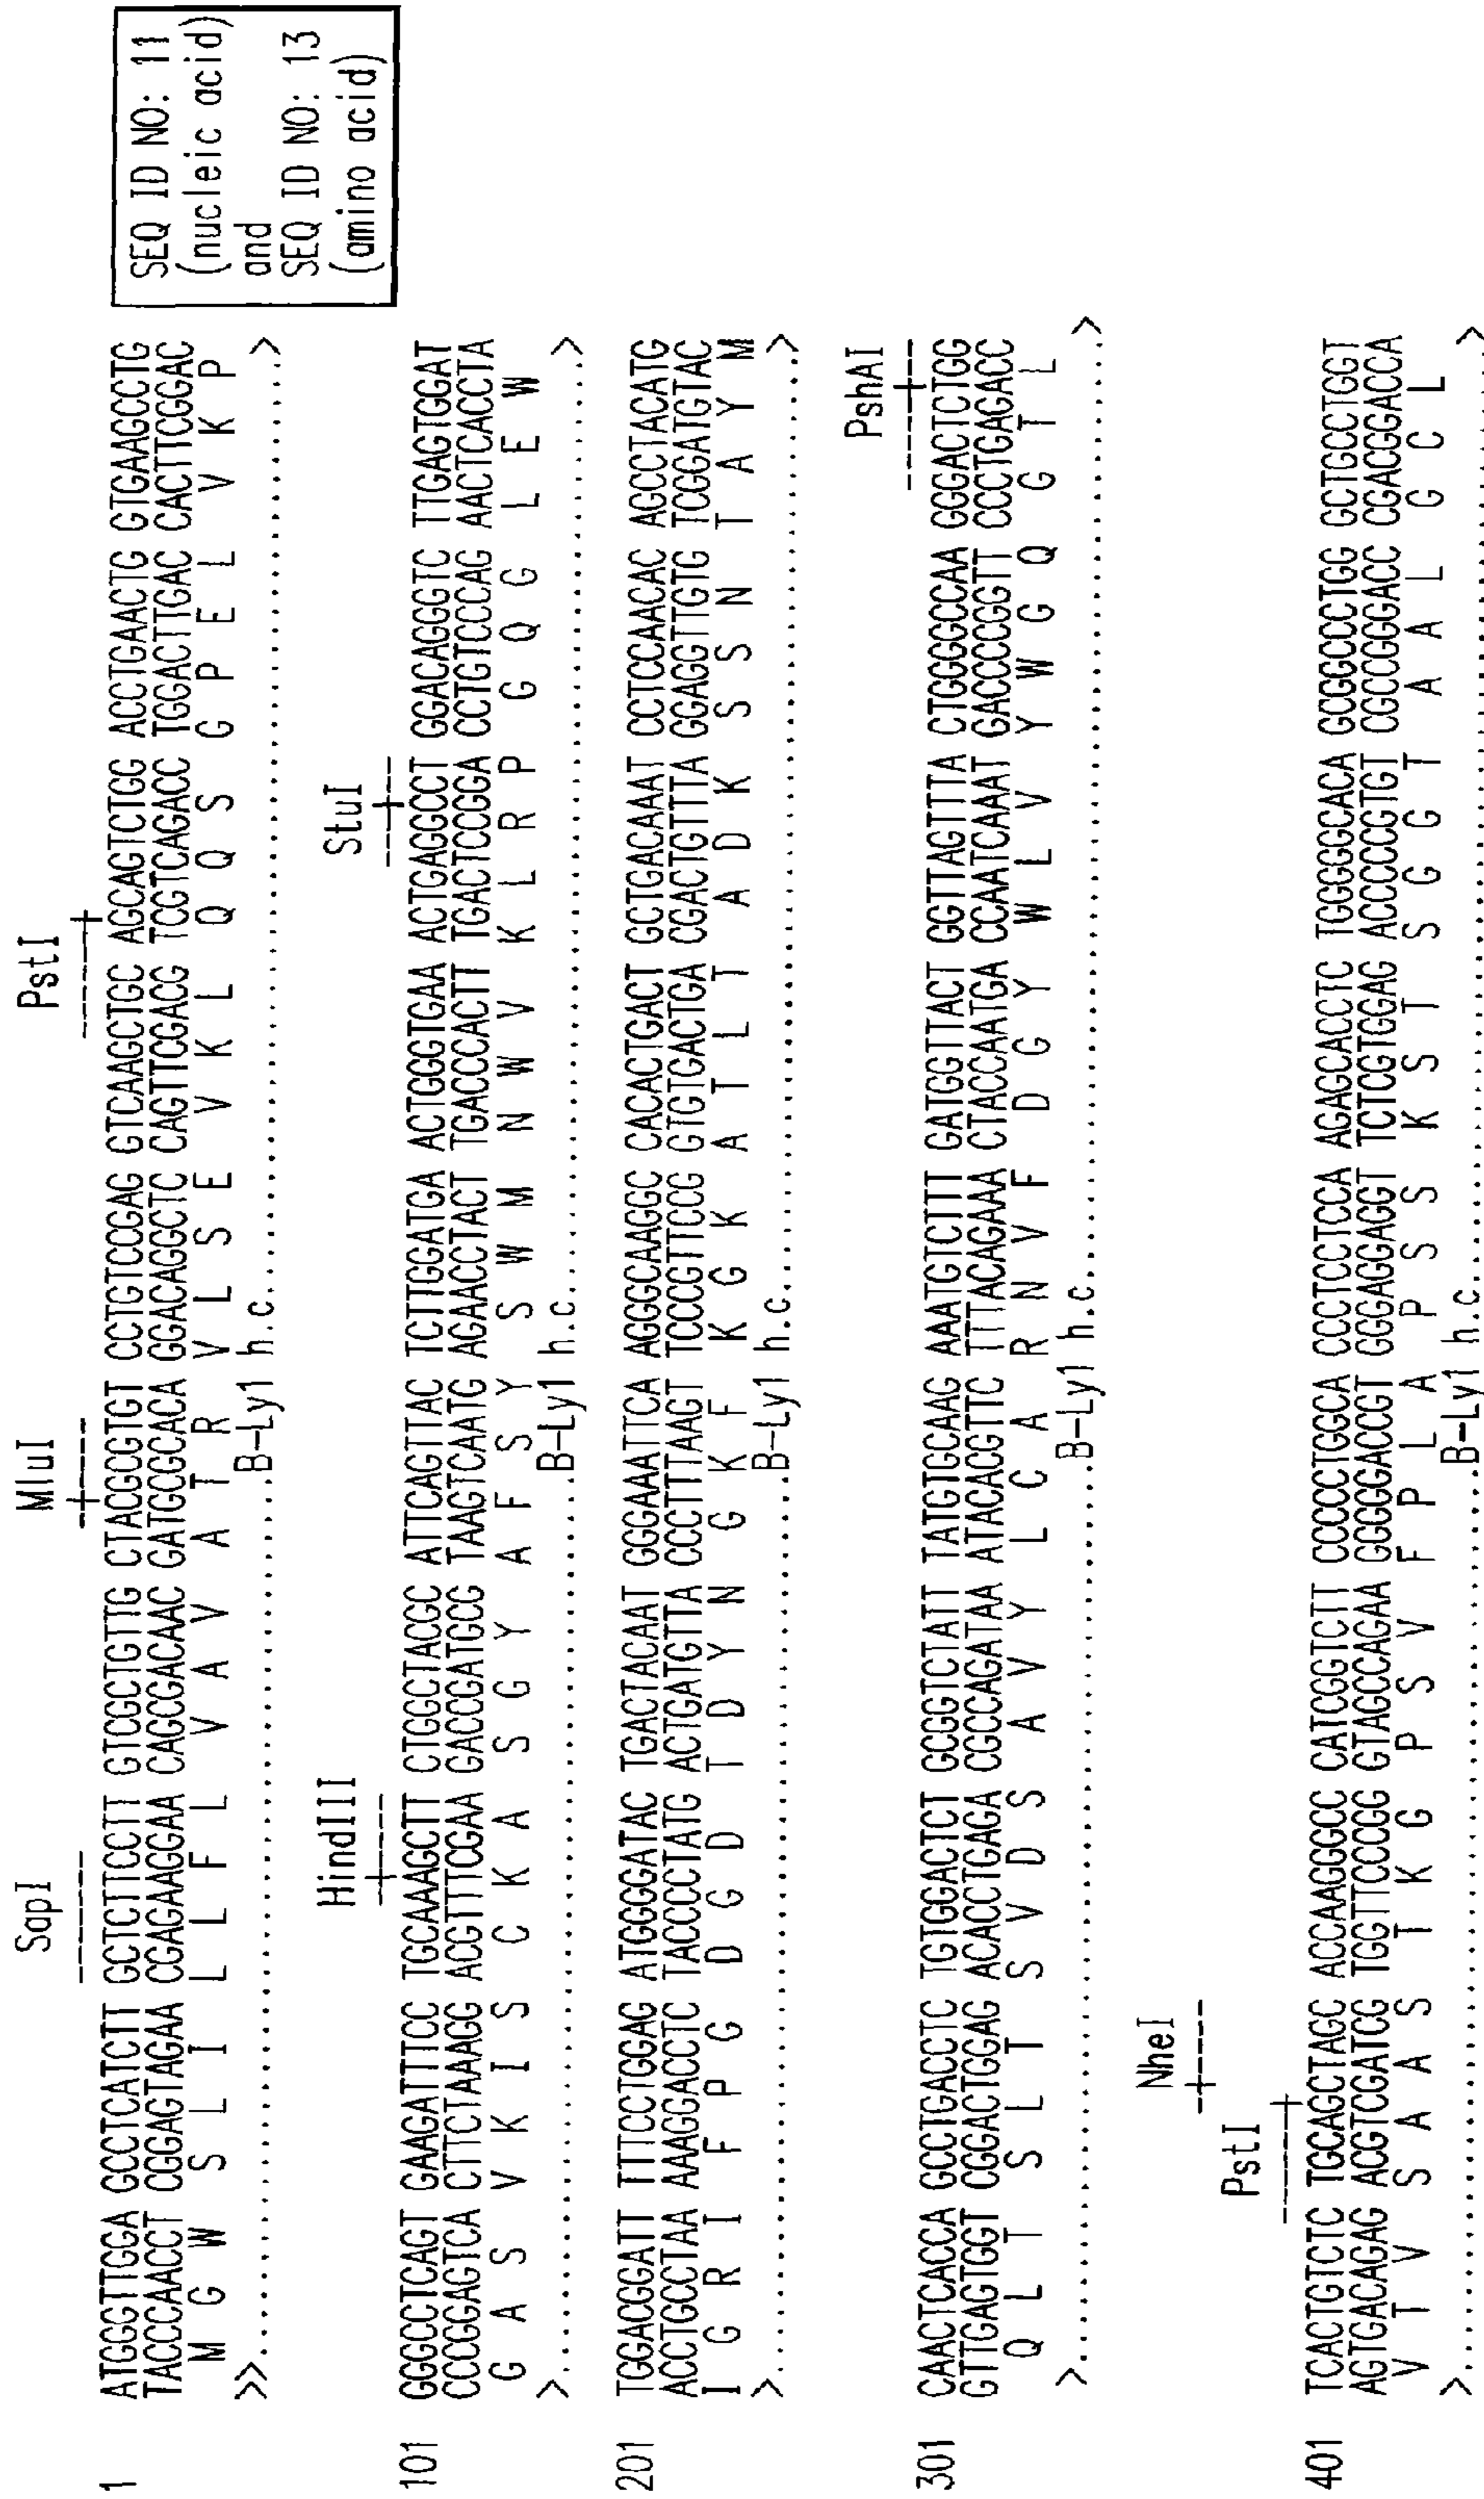 SEQ ID NO: 11
(nucleic acid)
and
SEQ ID NO: 13
(amino acid)
SapI MluI PstI
1 ATGGGTTGGA GCCTCATCTT GCTCTTCCTT GTCGCTGTTG CTACGCGTGT CCTGTCCGAG GTCAAGCTGC AGCAGTCTGG ACCTGAACTG GTGAAGCCTG
TACCCAACCT CGGAGTAGAA CGAGAAGGAA CAGCGACAAC GATGCGCACA GGACAGGCTC CAGTTCGACG TCGTCAGACC TGGACTTGAC CACTTCGGAC
M G W S L I L L F L V A V A T R V L S E V K L Q Q S G P E L V K P
>>..............B-Ly1 h.c..............>
HindIII StuI
101 GGGCCTCAGT GAAGATTTCC TGCAAAGCTT CTGGCTACGC ATTCAGTTAC TCTTGGATGA ACTGGGTGAA ACTGAGGCCT GGACAGGGTC TTGAGTGGAT
CCCGGAGTCA CTTCTAAAGG ACGTTTCGAA GACCGATGCG TAAGTCAATG AGAACCTACT TGACCCACTT TGACTCCGGA CCTGTCCCAG AACTCACCTA
G A S V K I S C K A S G Y A F S Y S W M N W V K L R P G Q G L E W
>..............B-Ly1 h.c..............>
201 TGGACGGATT TTTCCTGGAG ATGGGGATAC TGACTACAAT GGGAAATTCA AGGGCAAGGC CACACTGACT GCTGACAAAT CCTCCAACAC AGCCTACATG
ACCTGCCTAA AAAGGACCTC TACCCCTATG ACTGATGTTA CCCTTTAAGT TCCCGTTCCG GTGTGACTGA CGACTGTTTA GGAGGTTGTG TCGGATGTAC
I G R I F P G D G D T D Y N G K F K G K A T L T A D K S S N T A Y M
>..............B-Ly1 h.c..............>
PshAI
301 CAACTCACCA GCCTGACCTC TGTGGACTCT GCGGTCTATT TATGTGCAAG AAATGTCTTT GATGGTTACT GGTTAGTTTA CTGGGGCCAA GGGACTCTGG
GTTGAGTGGT CGGACTGGAG ACACCTGAGA CGCCAGATAA ATACACGTTC TTTACAGAAA CTACCAATGA CCAATCAAAT GACCCCGGTT CCCTGAGACC
Q L T S L T S V D S A V Y L C A R N V F D G Y W L V Y W G Q G T L
>..............B-Ly1 h.c..............>
NheI
PstI
401 TCACTGTCTC TGCAGCTAGC ACCAAGGGCC CATCGGTCTT CCCCCTGGCA CCCTCCTCCA AGAGCACCTC TGGGGGCACA GCGGCCCTGG GCTGCCTGGT
AGTGACAGAG ACGTCGATCG TGGTTCCCGG GTAGCCAGAA GGGGGACCGT GGGAGGAGGT TCTCGTGGAG ACCCCCGTGT CGCCGGGACC CGACGGACCA
V T V S A A S T K G P S V F P L A P S S K S T S G G T A A L G C L
>..............B-Ly1 h.c..............>